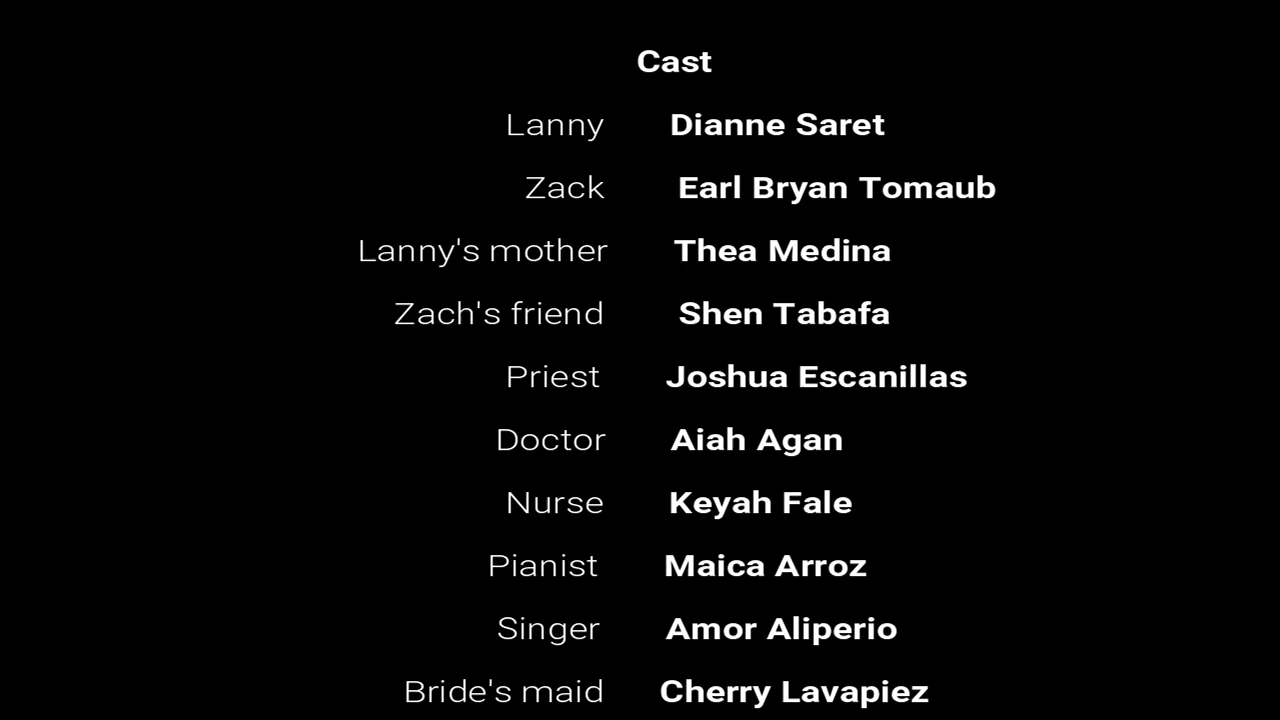 Cast
Lanny Dianne Saret
Zack Earl Bryan Tomaub
Lanny's mother Thea Medina
Zach's friend Shen Tabafa
Priest Joshua Escanillas
Doctor Aiah Agan
Nurse Keyah Fale
Pianist Maica Arroz
Singer Amor Aliperio
Bride's maid Cherry Lavapiez